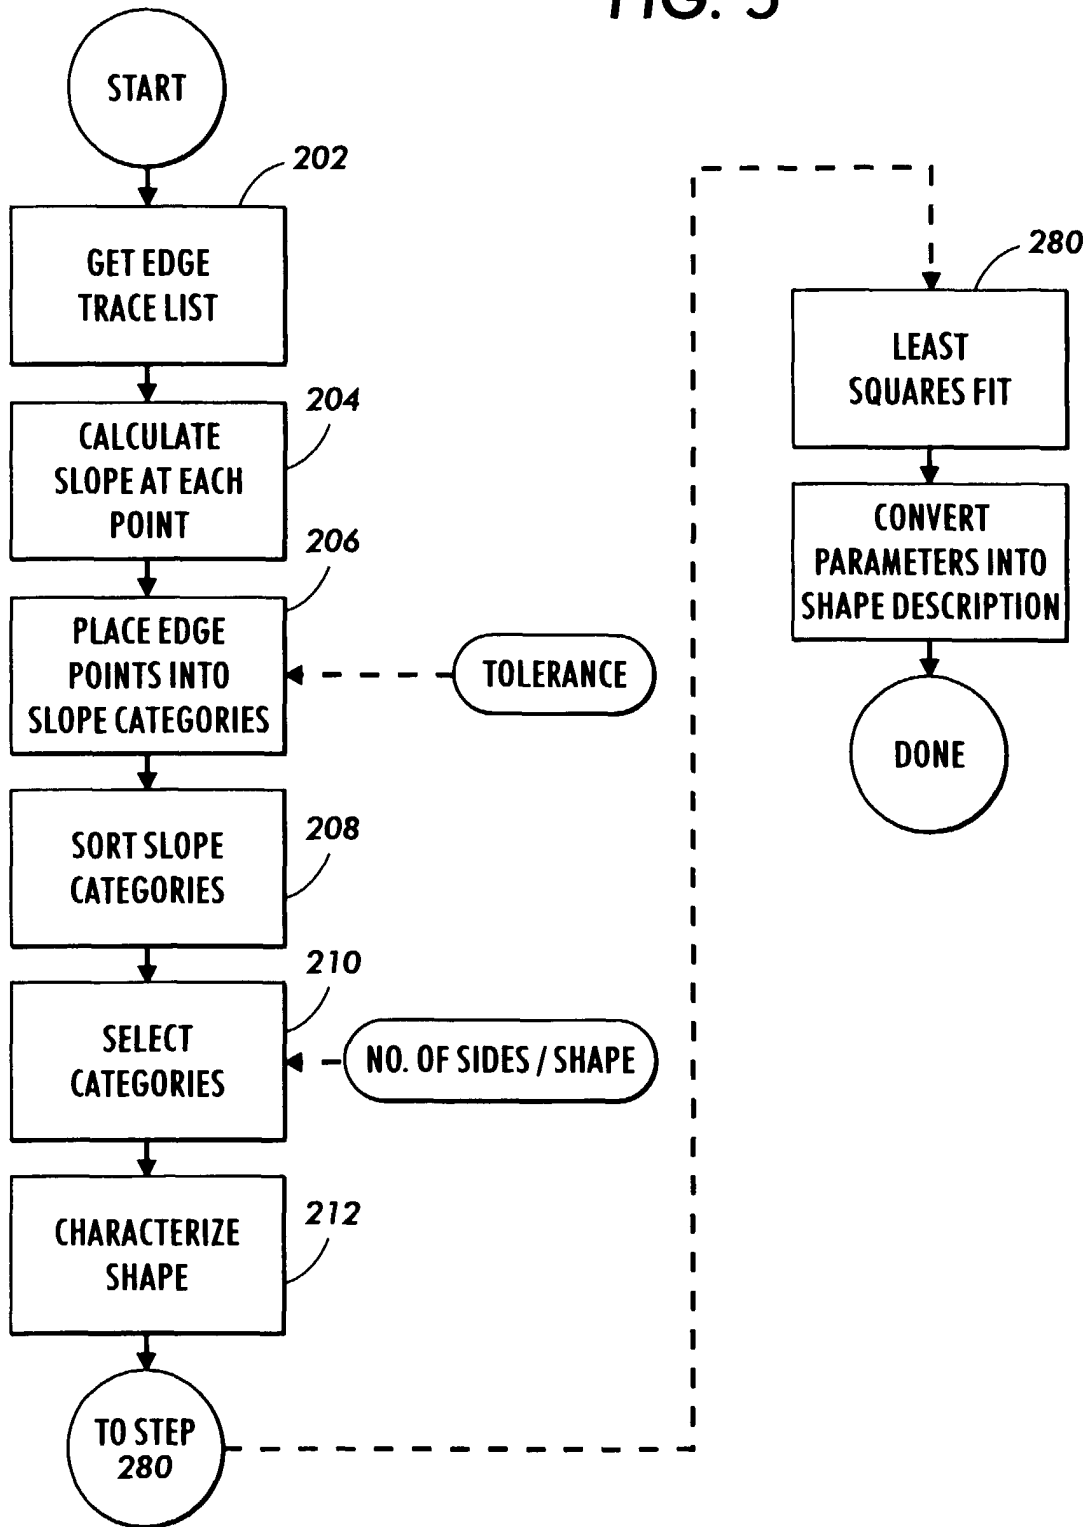 FIG.
START
202
GET EDGE
TRACE LIST
204
CALCULATE
SLOPE AT EACH
POINT
206
PLACE EDGE
POINTS INTO
SLOPE CATEGORIES
TOLERANCE
208
SORT SLOPE
CATEGORIES
210
SELECT
CATEGORIES
NO. OF SIDES / SHAPE
212
CHARACTERIZE
SHAPE
TO STEP
280
280
LEAST
SQUARES FIT
CONVERT
PARAMETERS INTO
SHAPE DESCRIPTION
DONE